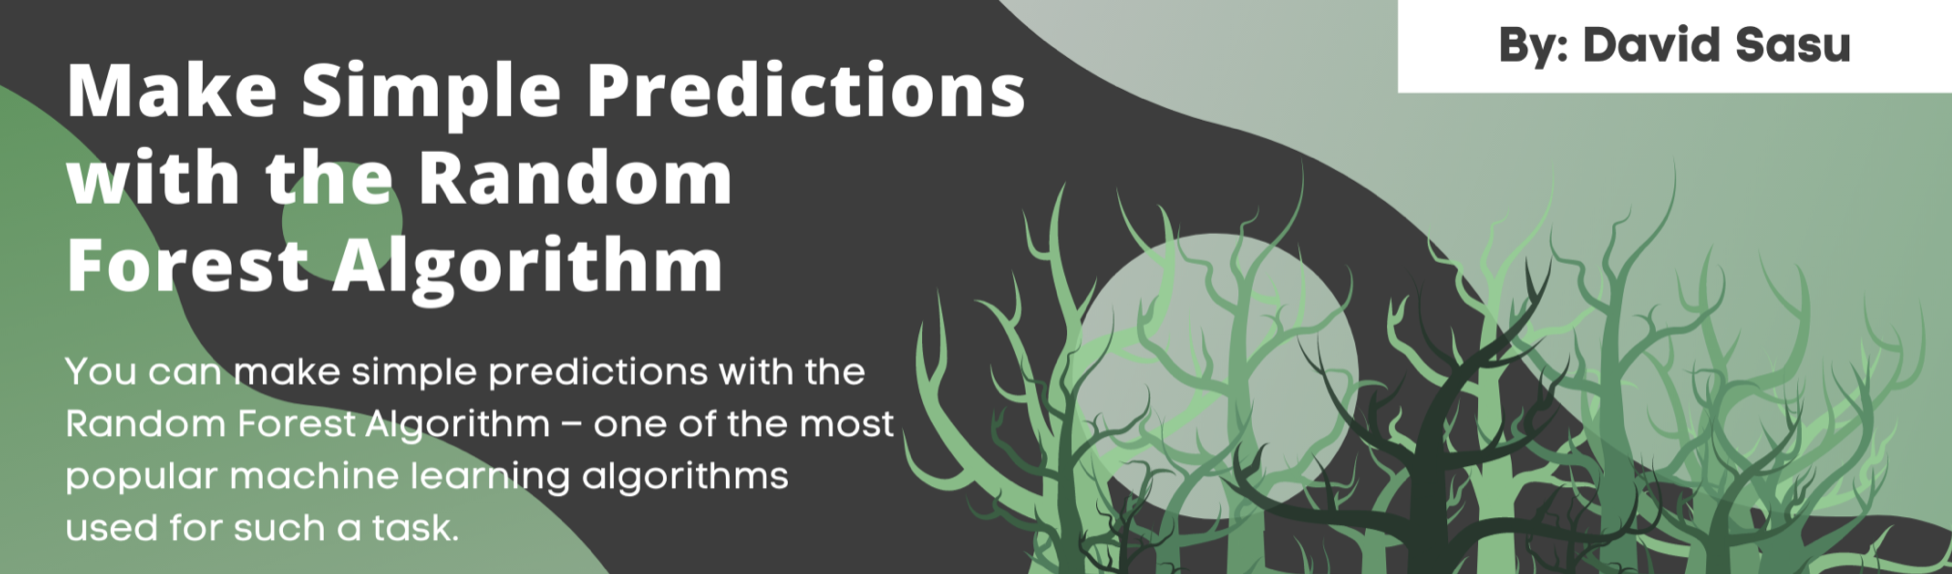 Make Simple Predictions
with the Random
Forest Algorithm
By: David Sasu
You can make simple predictions with the
Random Forest Algorithm – one of the most
popular machine learning algorithms
used for such a task.